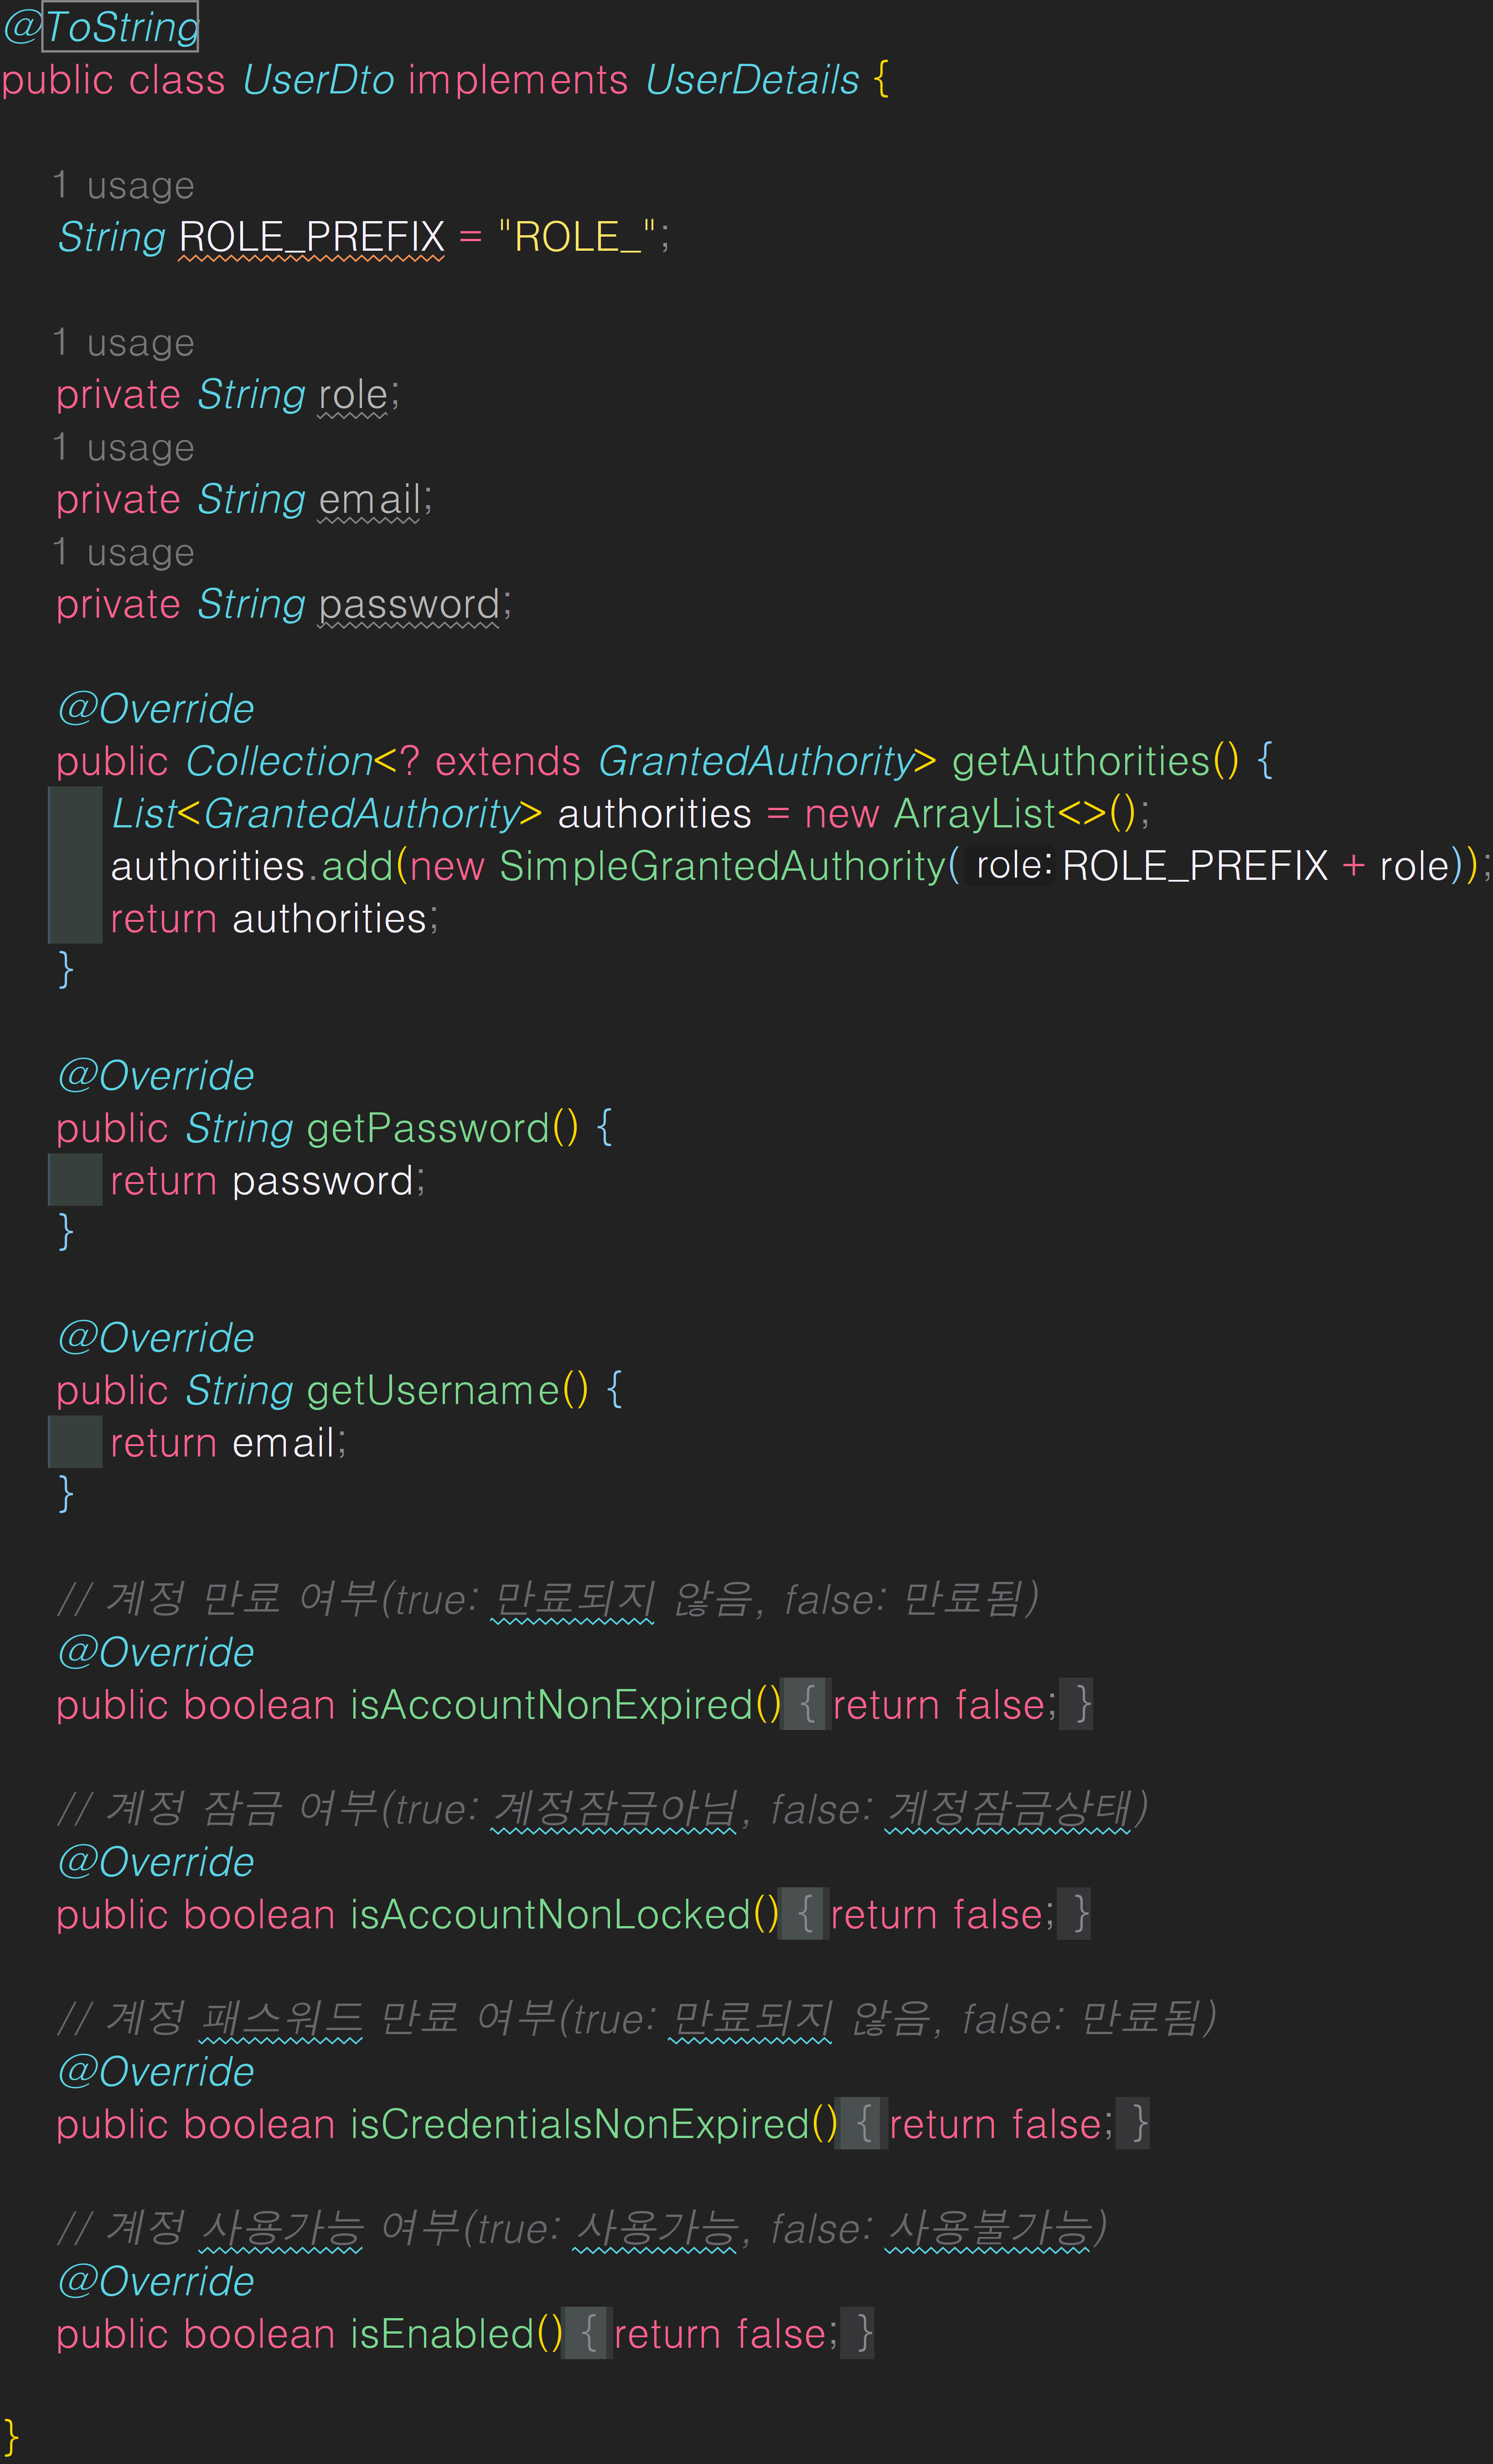 @ToString
public class UserDto implements UserDetails {
1 usage
String ROLE_PREFIX = "ROLE_";
1 usage
private String role;
1 usage
private String email;
1 usage
private String password;
@Override
public Collection<? extends GrantedAuthority> getAuthorities() {
List<GrantedAuthority> authorities = new ArrayList<>();
authorities.add(new SimpleGrantedAuthority( role: ROLE_PREFIX + role));
return authorities;
}
@Override
public String getPassword() {
return password;
}
@Override
public String getUsername() {
return email;
}
// 계정 만료 여부(true: 만료되지 않음, false: 만료됨)
@Override
public boolean isAccountNonExpired() { return false; }
// 계정 잠금 여부(true: 계정잠금아님, false: 계정잠금상태)
@Override
public boolean isAccountNonLocked() { return false; }
// 계정 패스워드 만료 여부(true: 만료되지 않음, false: 만료됨)
@Override
public boolean isCredentialsNonExpired() { return false; }
// 계정 사용가능 여부(true: 사용가능, false: 사용불가능)
@Override
public boolean isEnabled() { return false; }
}